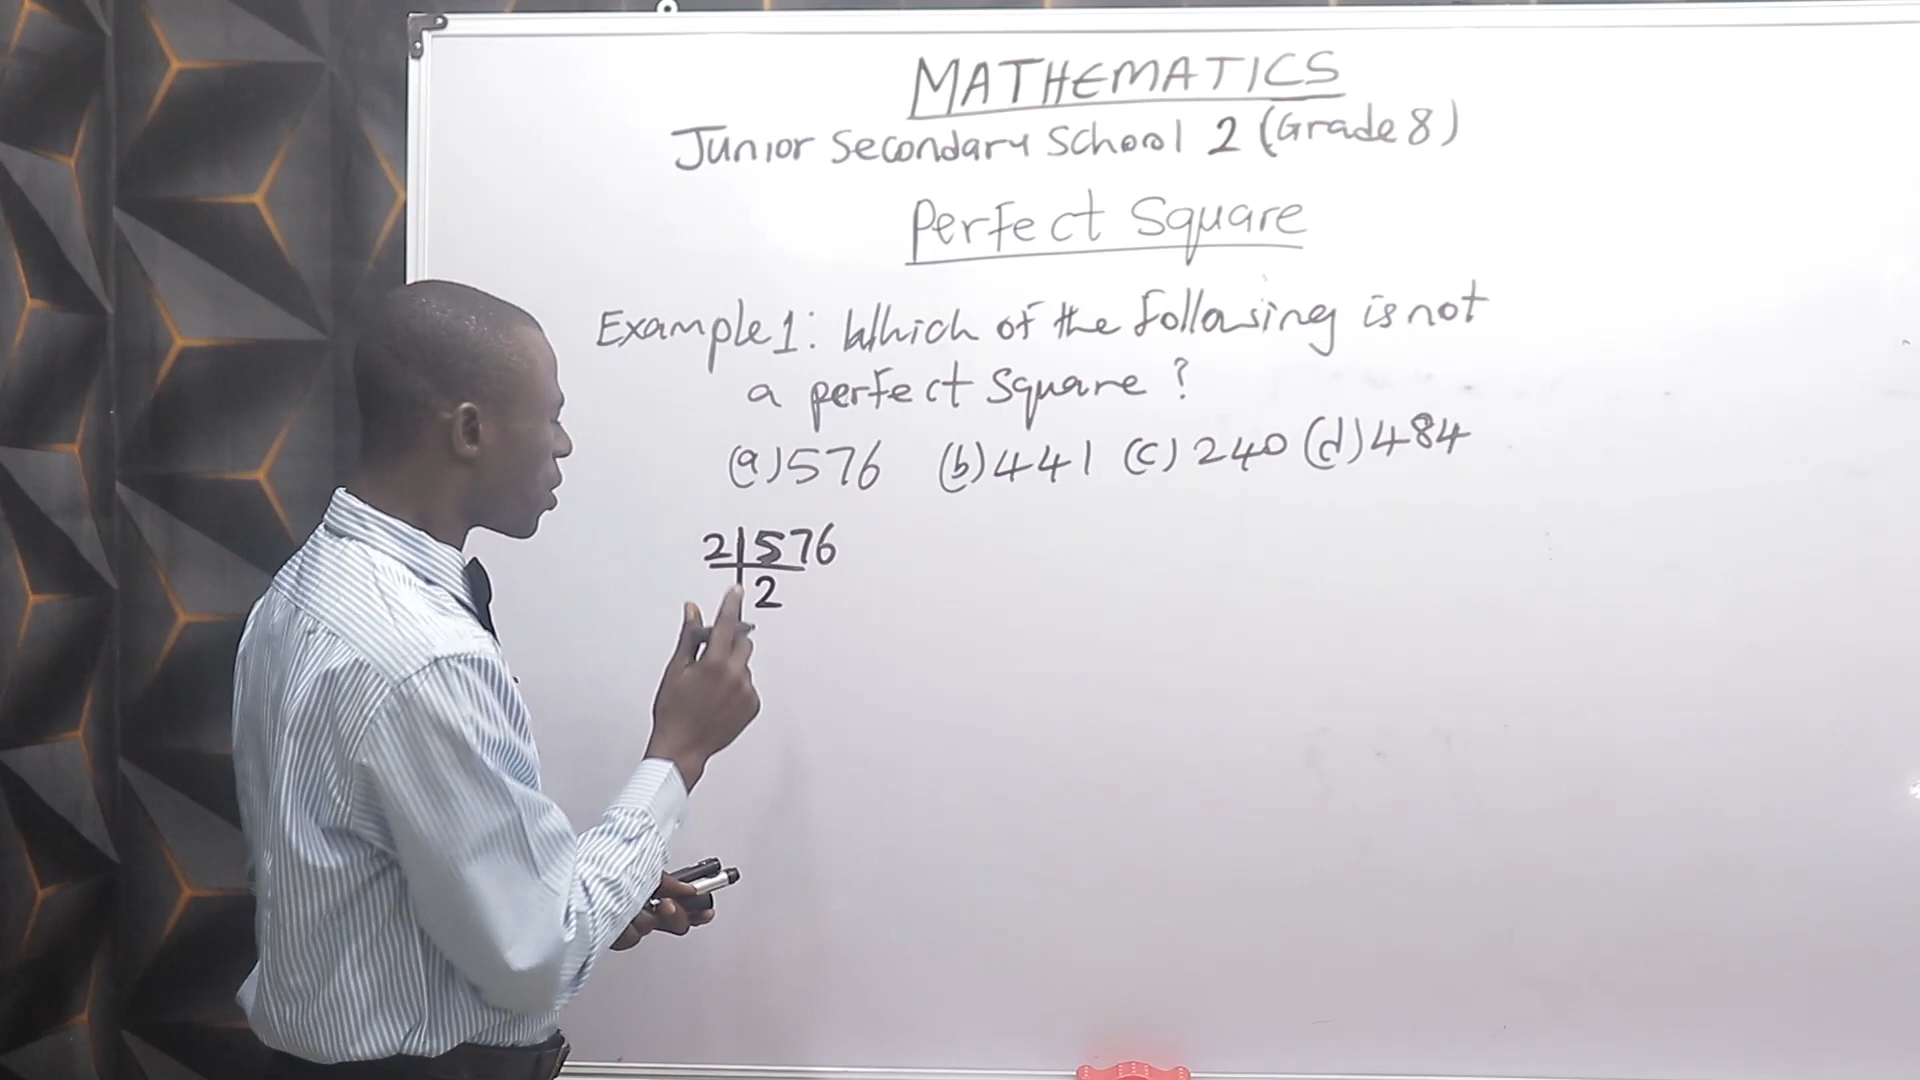 MATHEMATICS
Junior Secondary School 2 (Grade 8)
Perfect Square
Example 1: Which of the following is not
a perfect Square?
(a) 576 (b) 441 (c) 240 (d) 484
2|576
2